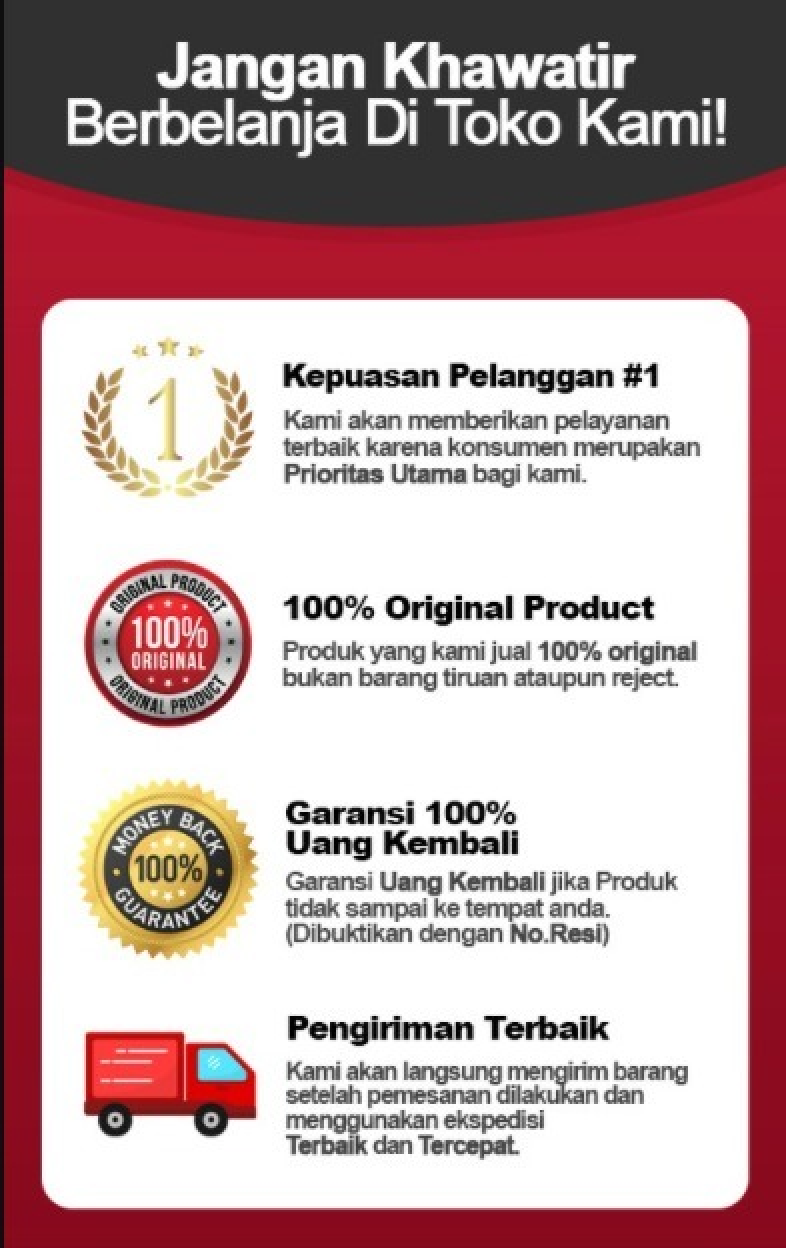 Jangan Khawatir
Berbelanja Di Toko Kami!
1
Kepuasan Pelanggan #1
Kami akan memberikan pelayanan
terbaik karena konsumen merupakan
Prioritas Utama bagi kami.
ORIGINAL PRODUCT
100%
ORIGINAL
ORIGINAL PRODUCT
100% Original Product
Produk yang kami jual 100% original
bukan barang tiruan ataupun reject.
MONEY BACK
100%
GUARANTEE
Garansi 100%
Uang Kembali
Garansi Uang Kembali jika Produk
tidak sampai ke tempat anda.
(Dibuktikan dengan No.Resi)
Pengiriman Terbaik
Kami akan langsung mengirim barang
setelah pemesanan dilakukan dan
menggunakan ekspedisi
Terbaik dan Tercepat.